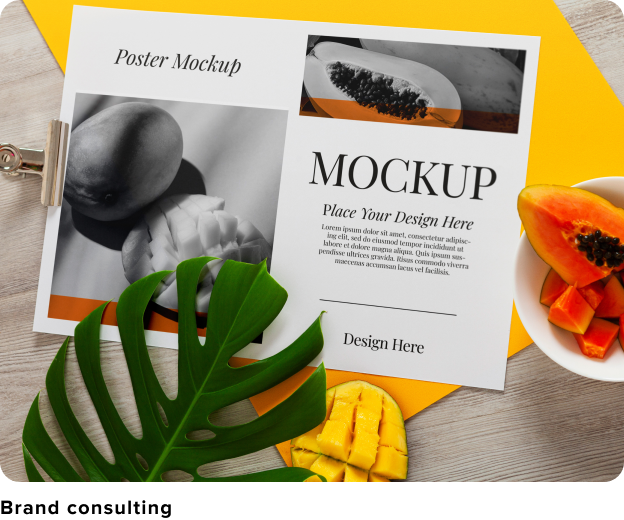 Poster Mockup
MOCKUP
Place Your Design Here
Lorem ipsum dolor sit amet, consectetur adipisc-
ing elit, sed do eiusmod tempor incididunt ut
labore et dolore magna aliqua. Quis ipsum sus-
pendisse ultrices gravida. Risus commodo viverra
maecenas accumsan lacus vel facilisis.
Design Here
Brand consulting